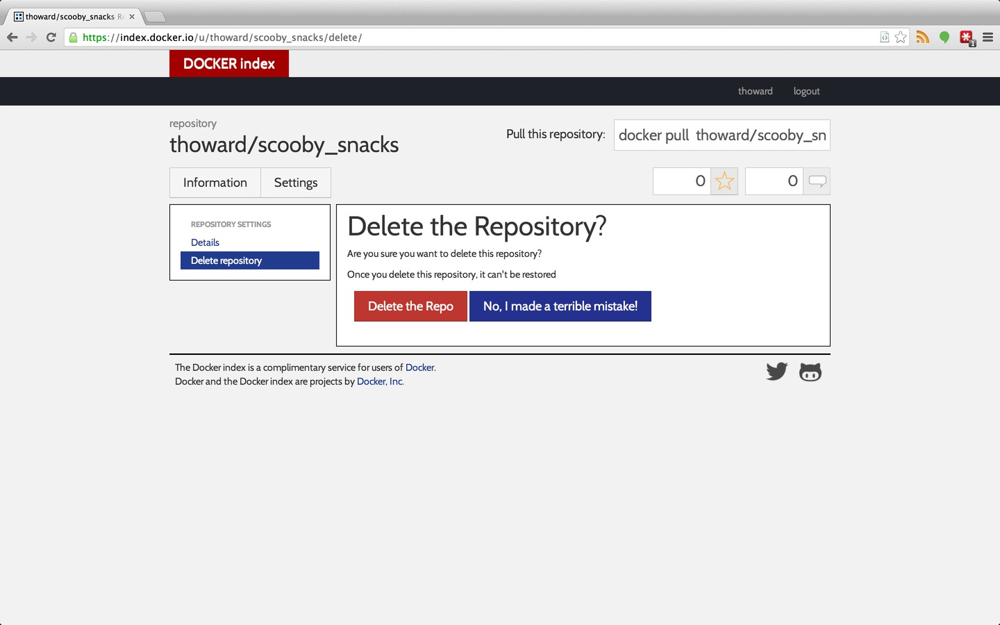 thoward/scooby_snacks Re
https://index.docker.io/u/thoward/scooby_snacks/delete/
1
DOCKER index
thoward logout
repository
thoward/scooby_snacks
Pull this repository: docker pull thoward/scooby_sn
Information Settings
0 0
REPOSITORY SETTINGS
Details
Delete repository
Delete the Repository?
Are you sure you want to delete this repository?
Once you delete this repository, it can't be restored
Delete the Repo No, I made a terrible mistake!
The Docker index is a complimentary service for users of Docker.
Docker and the Docker index are projects by Docker, Inc.